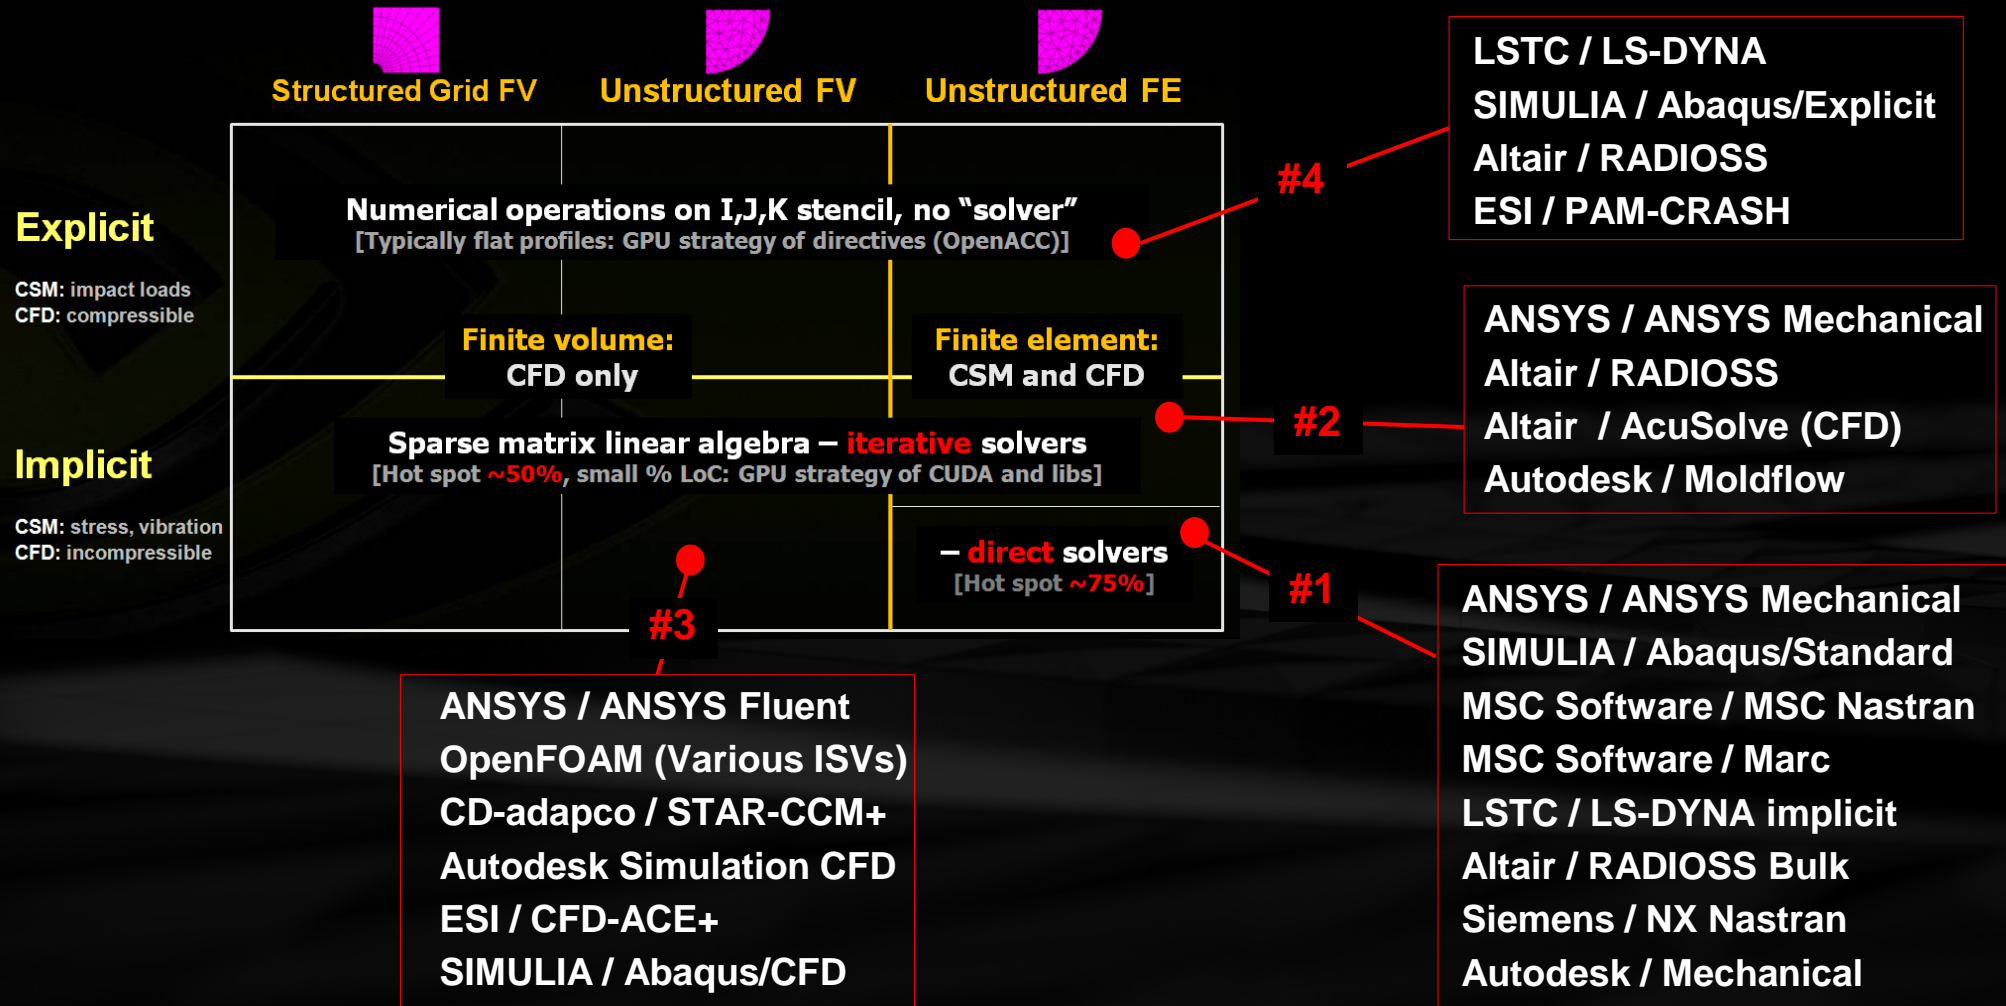 Structured Grid FV
Unstructured FV
Unstructured FE
Explicit
CSM: impact loads
CFD: compressible
Numerical operations on I,J,K stencil, no “solver”
[Typically flat profiles: GPU strategy of directives (OpenACC)]
Finite volume:
CFD only
Finite element:
CSM and CFD
Implicit
CSM: stress, vibration
CFD: incompressible
Sparse matrix linear algebra – iterative solvers
[Hot spot ~50%, small % LoC: GPU strategy of CUDA and libs]
– direct solvers
[Hot spot ~75%]
#4
LSTC / LS-DYNA
SIMULIA / Abaqus/Explicit
Altair / RADIOSS
ESI / PAM-CRASH
#2
ANSYS / ANSYS Mechanical
Altair / RADIOSS
Altair / AcuSolve (CFD)
Autodesk / Moldflow
#1
ANSYS / ANSYS Mechanical
SIMULIA / Abaqus/Standard
MSC Software / MSC Nastran
MSC Software / Marc
LSTC / LS-DYNA implicit
Altair / RADIOSS Bulk
Siemens / NX Nastran
Autodesk / Mechanical
#3
ANSYS / ANSYS Fluent
OpenFOAM (Various ISVs)
CD-adapco / STAR-CCM+
Autodesk Simulation CFD
ESI / CFD-ACE+
SIMULIA / Abaqus/CFD